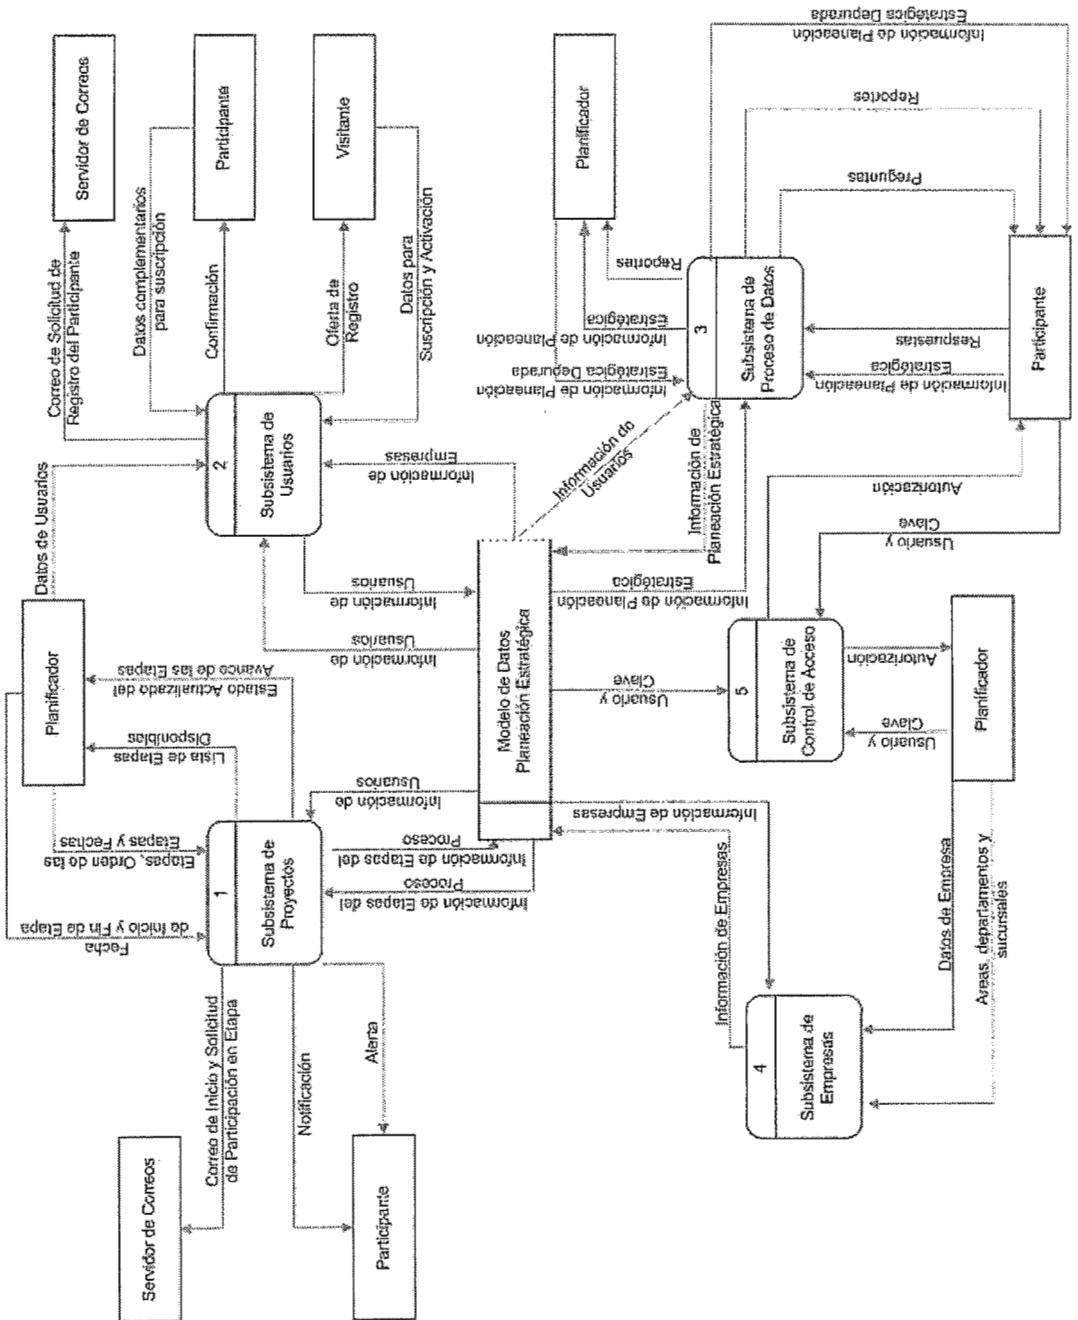 Servidor de Correos
Correo de Inicio y Solicitud
de Participación en Etapa
Notificación
Alerta
Participante
Fecha
de Inicio y Fin de Etapa
Etapas, Orden de las
Etapas y Fechas
Lista de Etapas
Disponibles
Estado Actualizado del
Avance de las Etapas
Planificador
1
Subsistema de
Proyectos
Información de Etapas del
Proceso
Información de Etapas del
Proceso
Información de
Usuarios
Datos de Usuarios
Correo de Solicitud de
Registro del Participante
Servidor de Correos
Datos complementarios
para suscripción
Participante
Confirmación
Oferta de
Registro
Visitante
Datos para
Suscripción y Activación
2
Subsistema de
Usuarios
Información de
Usuarios
Información de
Usuarios
Información de
Empresas
Modelo de Datos
Planeación Estratégica
Información de Empresas
Información de Empresas
4
Subsistema de
Empresas
Datos de Empresa
Areas, departamentos y
sucursales
Usuario y
Clave
5
Subsistema de
Control de Acceso
Usuario y
Clave
Autorización
Planificador
Autorización
Usuario y
Clave
Información de Planeación
Estratégica
Información de
Planeación Estratégica
Información de
Usuarios
3
Subsistema de
Proceso de Datos
Información de Planeación
Estratégica Depurada
Información de Planeación
Estratégica
Reportes
Planificador
Información de Planeación
Estratégica
Respuestas
Preguntas
Reportes
Información de Planeación
Estratégica Depurada
Participante